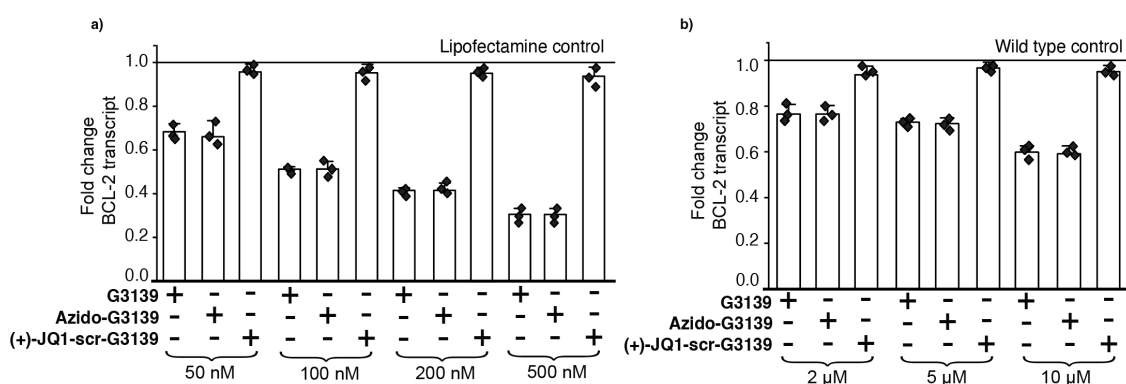 a)
Lipofectamine control
Fold change
BCL-2 transcript
1.0
0.8
0.6
0.4
0.2
0.0
G3139 + - - + - - + - - + - -
Azido-G3139 - + - - + - - + - - + -
(+)-JQ1-scr-G3139 - - + - - + - - + - - +
50 nM 100 nM 200 nM 500 nM
b)
Wild type control
Fold change
BCL-2 transcript
1.0
0.8
0.6
0.4
0.2
0.0
G3139 + - - + - - + - -
Azido-G3139 - + - - + - - + -
(+)-JQ1-scr-G3139 - - + - - + - - +
2 µM 5 µM 10 µM